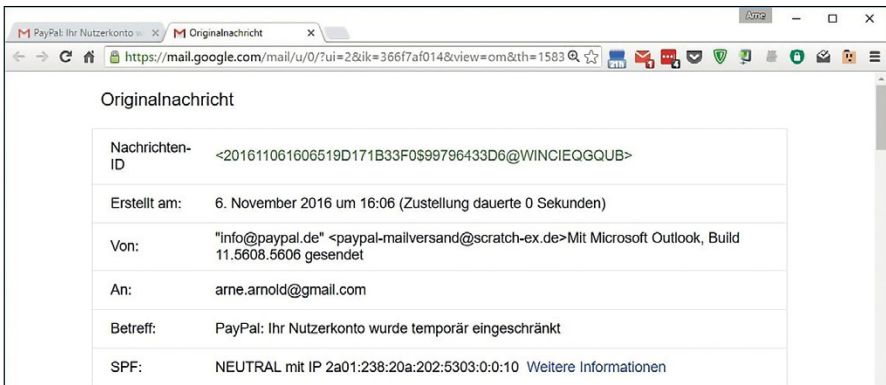 Arne
PayPal: Ihr Nutzerkonto w
Originalnachricht
https://mail.google.com/mail/u/0/?ui=2&ik=366f7af014&view=om&th=1583
Originalnachricht
Nachrichten-
ID
<201611061606519D171B33F0$99796433D6@WINCIEQGQUB>
Erstellt am:
6. November 2016 um 16:06 (Zustellung dauerte 0 Sekunden)
Von:
"info@paypal.de" <paypal-mailversand@scratch-ex.de>Mit Microsoft Outlook, Build
11.5608.5606 gesendet
An:
arne.arnold@gmail.com
Betreff:
PayPal: Ihr Nutzerkonto wurde temporär eingeschränkt
SPF:
NEUTRAL mit IP 2a01:238:20a:202:5303:0:0:10 Weitere Informationen